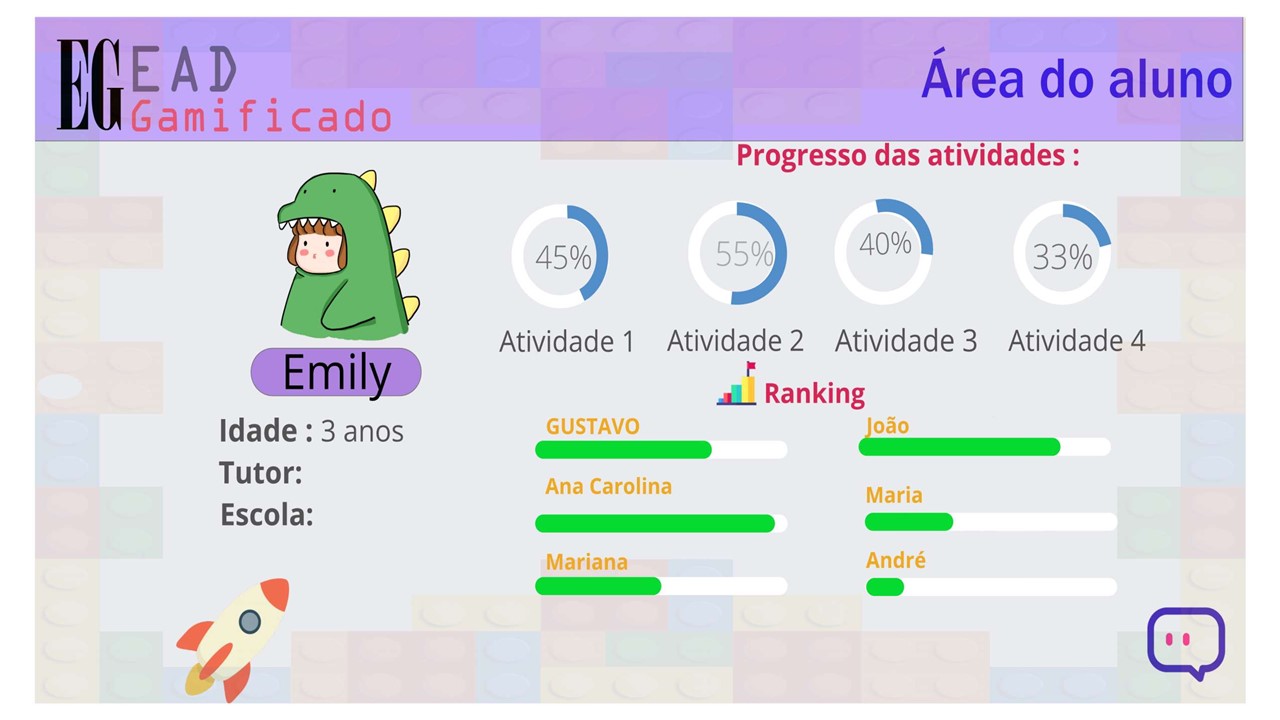 EG EAD
Gamificado
Área do aluno
Progresso das atividades :
45% 55% 40% 33%
Atividade 1 Atividade 2 Atividade 3 Atividade 4
Emily
Idade : 3 anos
Tutor:
Escola:
Ranking
GUSTAVO João
Ana Carolina Maria
Mariana André